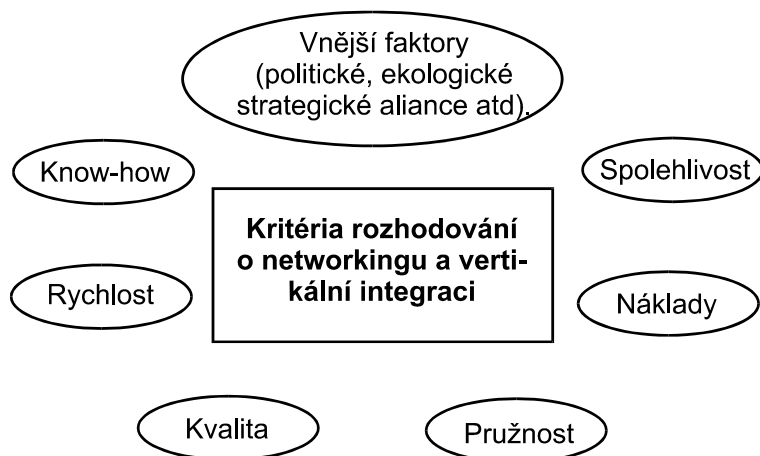 Vnější faktory
(politické, ekologické
strategické aliance atd).
Know-how
Spolehlivost
Kritéria rozhodování
o networkingu a verti-
kální integraci
Rychlost
Náklady
Kvalita
Pružnost